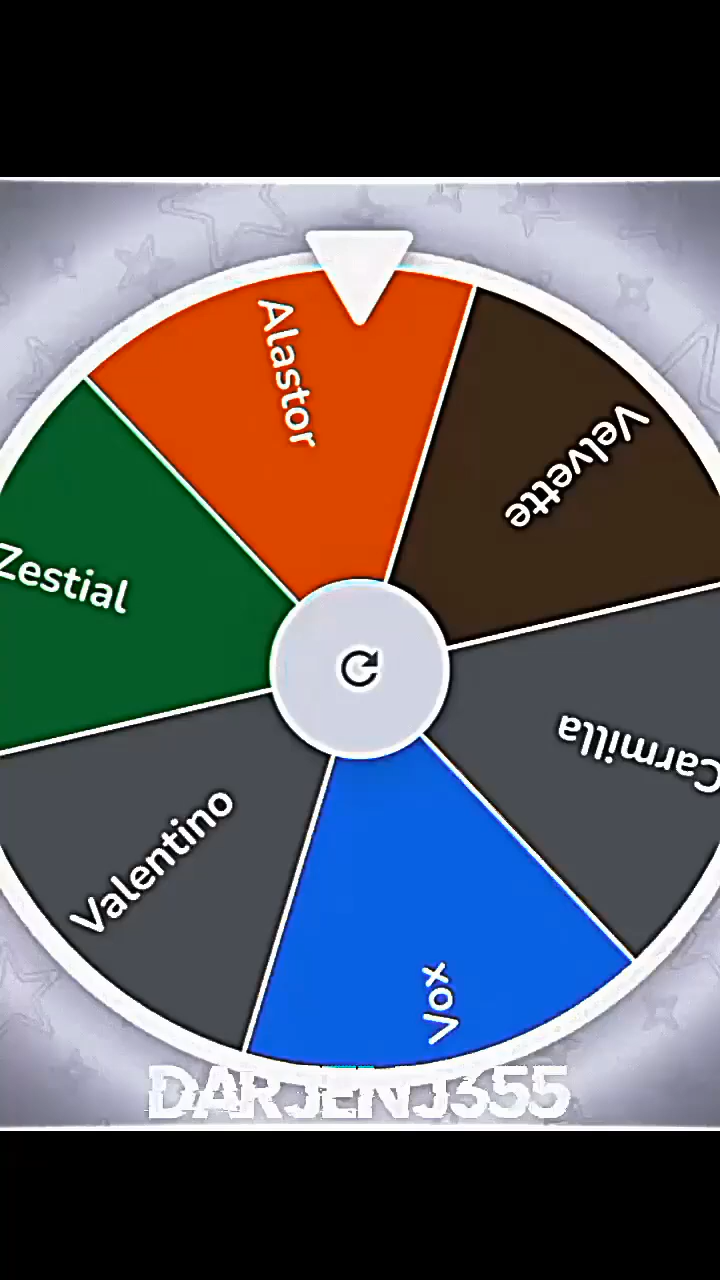 Alastor
Velvette
Zestial
Carmilla
Valentino
Vox
DARJENJ355